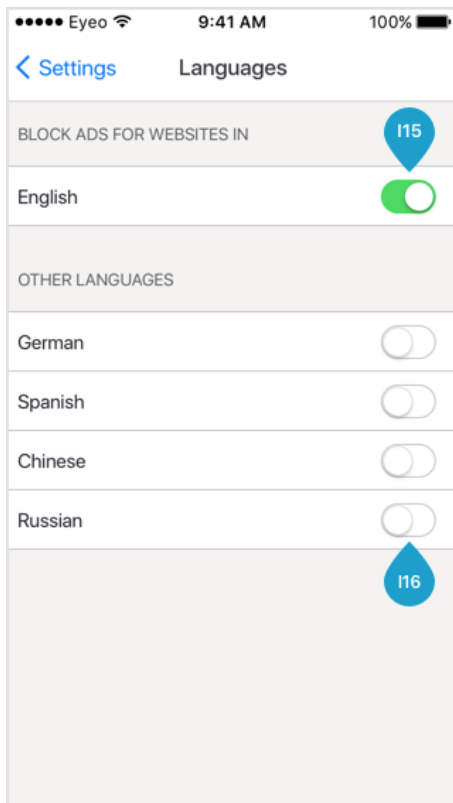 Eyeo 9:41 AM 100%
Settings Languages
BLOCK ADS FOR WEBSITES IN
I15
English
OTHER LANGUAGES
German
Spanish
Chinese
Russian
I16